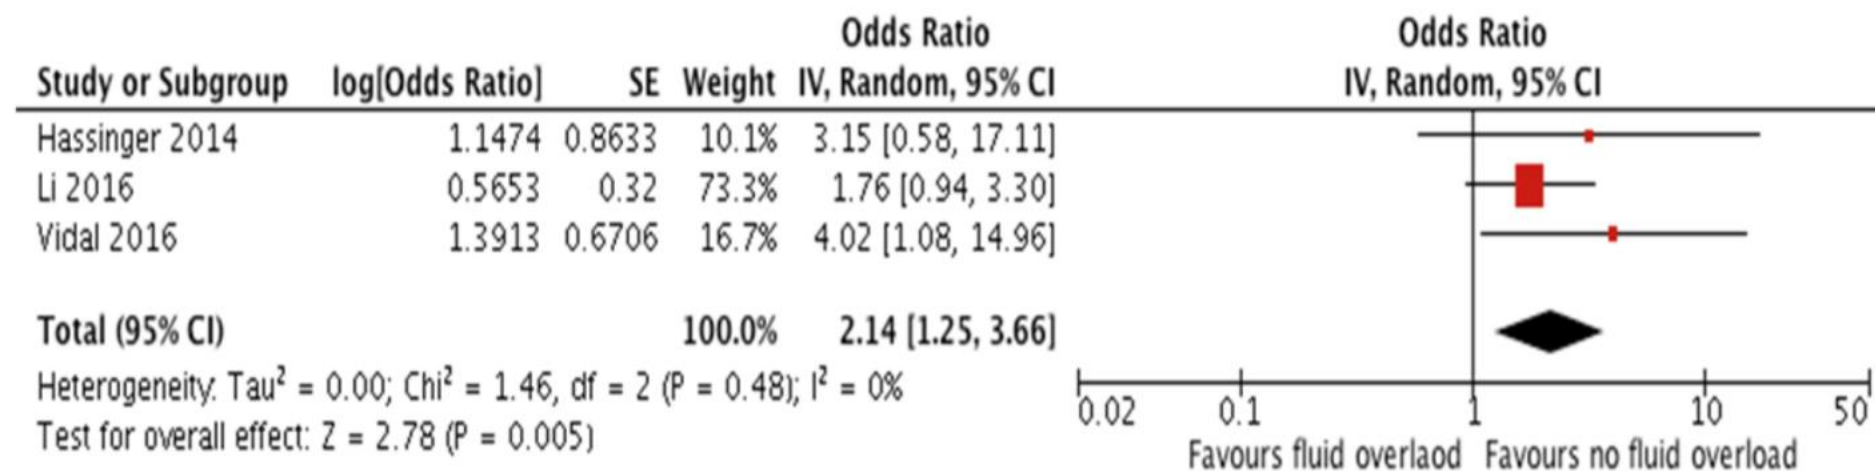 Odds Ratio Odds Ratio
Study or Subgroup log[Odds Ratio] SE Weight IV, Random, 95% CI IV, Random, 95% CI
Hassinger 2014 1.1474 0.8633 10.1% 3.15 [0.58, 17.11]
Li 2016 0.5653 0.32 73.3% 1.76 [0.94, 3.30]
Vidal 2016 1.3913 0.6706 16.7% 4.02 [1.08, 14.96]
Total (95% CI) 100.0% 2.14 [1.25, 3.66]
Heterogeneity: Tau² = 0.00; Chi² = 1.46, df = 2 (P = 0.48); I² = 0%
Test for overall effect: Z = 2.78 (P = 0.005)
0.02 0.1 1 10 50
Favours fluid overlaod Favours no fluid overload